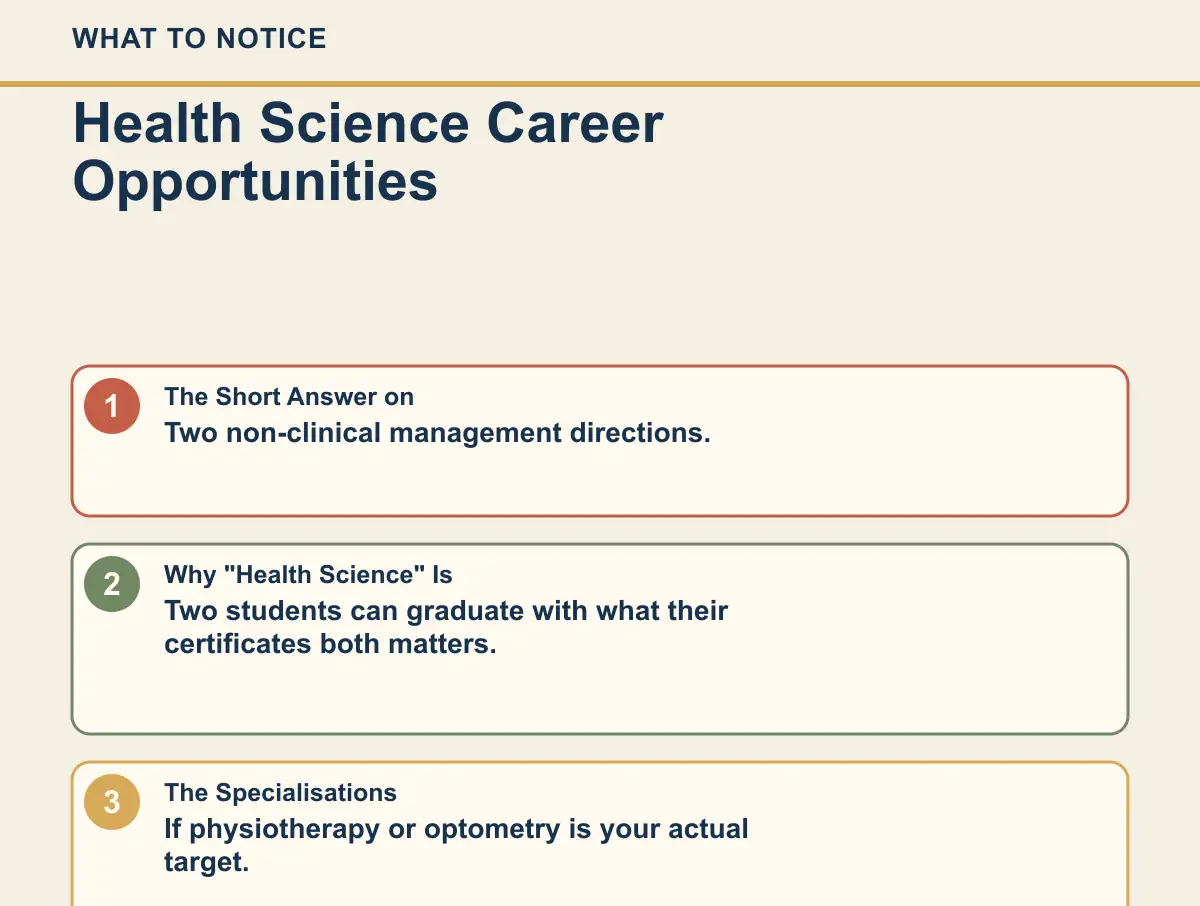 WHAT TO NOTICE
Health Science Career
Opportunities
1
The Short Answer on
Two non-clinical management directions.
2
Why "Health Science" Is
Two students can graduate with what their
certificates both matters.
3
The Specialisations
If physiotherapy or optometry is your actual
target.